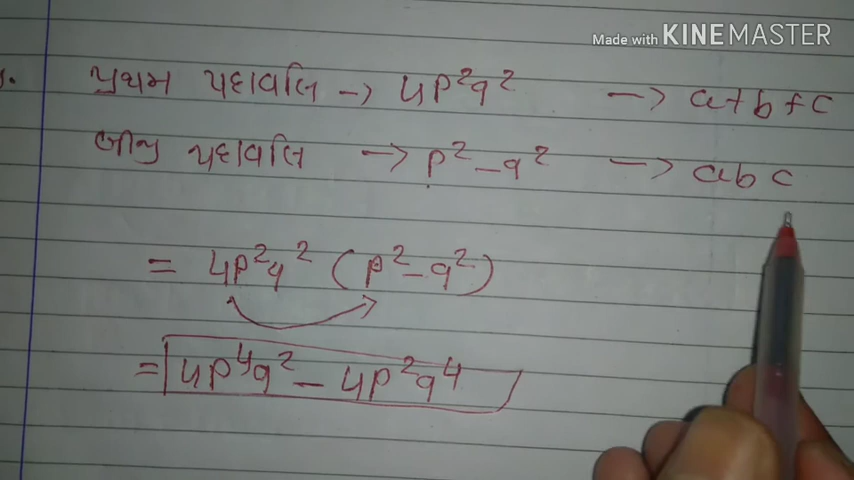 Made with KINEMASTER
પ્રથમ પદાવલિ → 4p²q² → a+b+c
બીજી પદાવલિ → p² - q² → abc
= 4p²q² (p² - q²)
= 4p⁴q² - 4p²q⁴